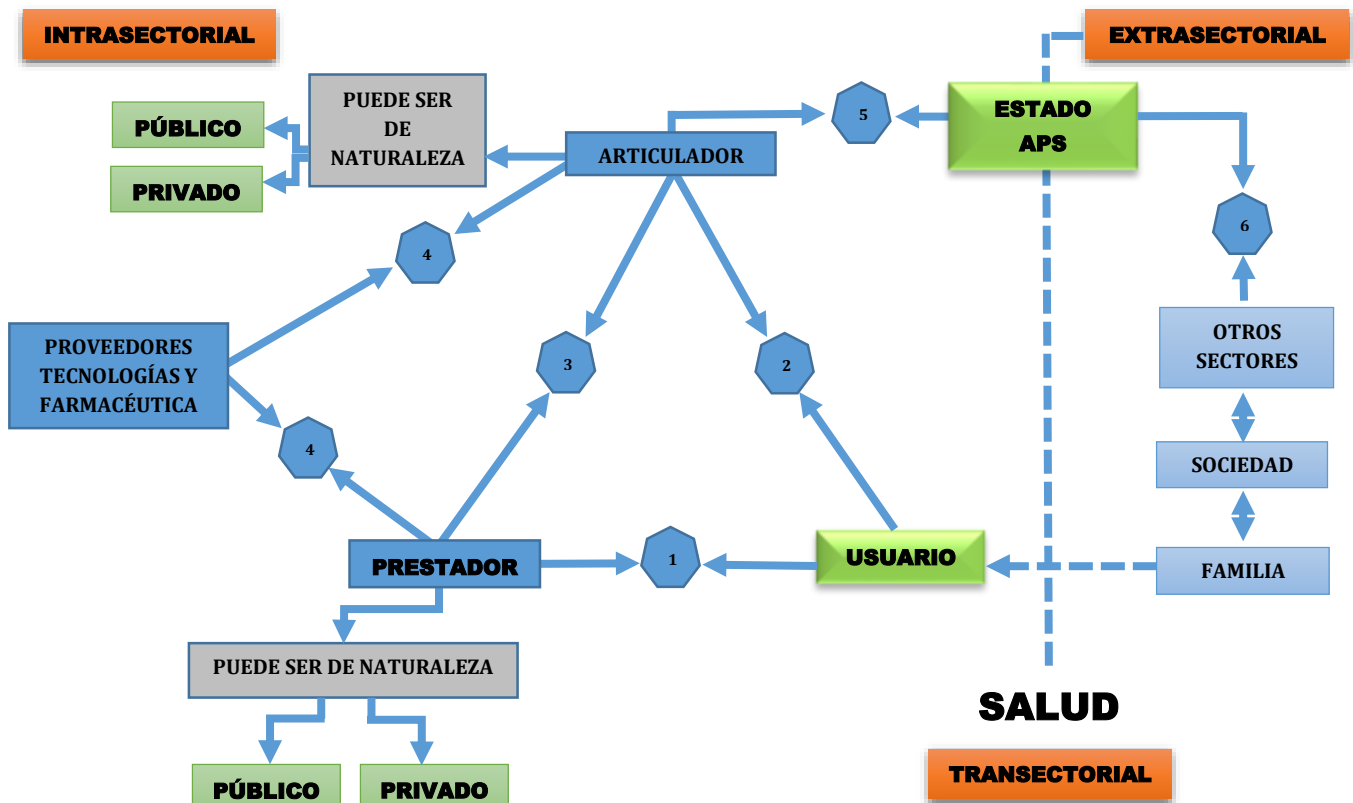 INTRASECTORIAL
EXTRASECTORIAL
PUEDE SER
DE
NATURALEZA
PÚBLICO
PRIVADO
ARTICULADOR
5
ESTADO
APS
4
6
PROVEEDORES
TECNOLOGÍAS Y
FARMACÉUTICA
3
2
OTROS
SECTORES
4
SOCIEDAD
PRESTADOR
1
USUARIO
FAMILIA
PUEDE SER DE NATURALEZA
SALUD
PÚBLICO
PRIVADO
TRANSECTORIAL